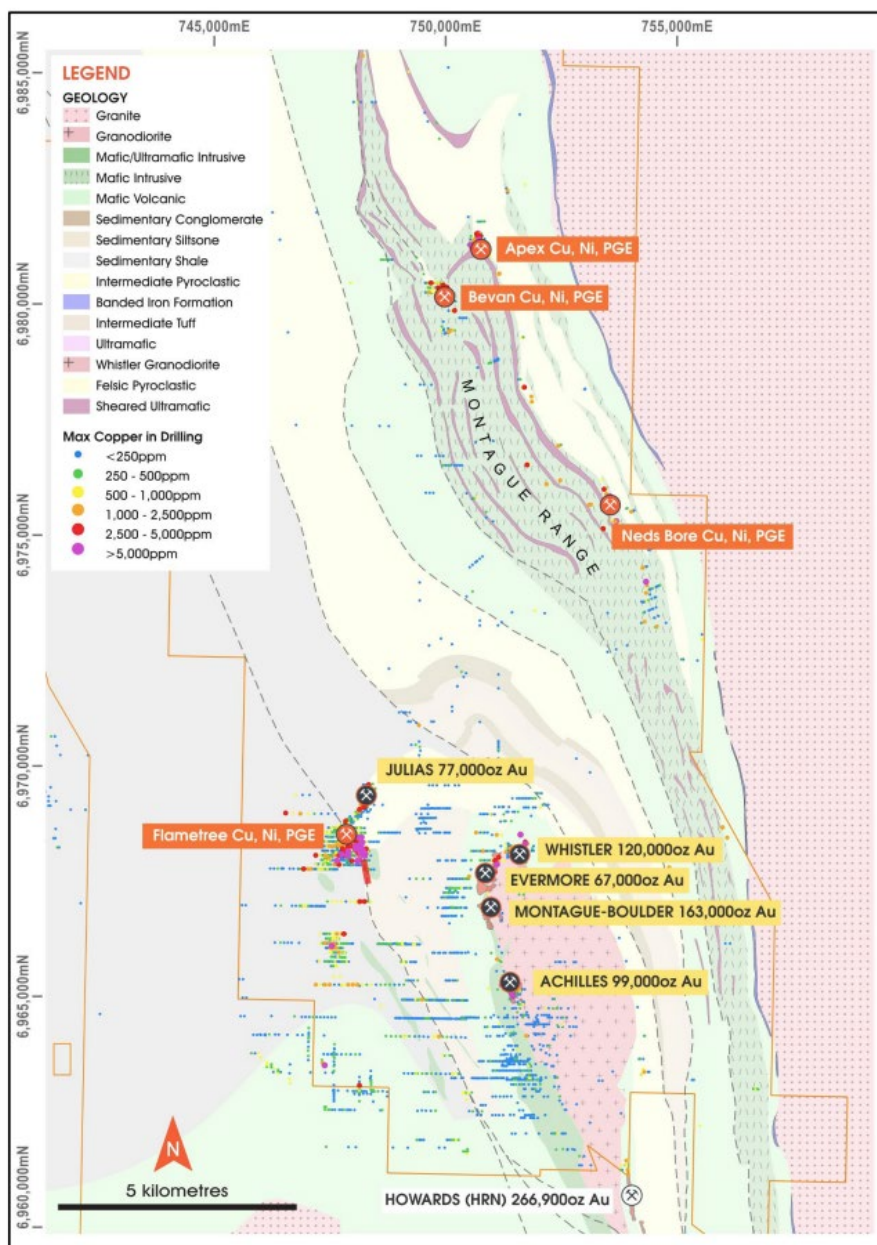 745,000mE
750,000mE
755,000mE
6,985,000mN
6,980,000mN
6,975,000mN
6,970,000mN
6,965,000mN
6,960,000mN
LEGEND
GEOLOGY
Granite
Granodiorite
Mafic/Ultramafic Intrusive
Mafic Intrusive
Mafic Volcanic
Sedimentary Conglomerate
Sedimentary Siltsone
Sedimentary Shale
Intermediate Pyroclastic
Banded Iron Formation
Intermediate Tuff
Ultramafic
Whistler Granodiorite
Felsic Pyroclastic
Sheared Ultramafic
Max Copper in Drilling
<250ppm
250 - 500ppm
500 - 1,000ppm
1,000 - 2,500ppm
2,500 - 5,000ppm
>5,000ppm
Apex Cu, Ni, PGE
Bevan Cu, Ni, PGE
MONTAGUE RANGE
Neds Bore Cu, Ni, PGE
JULIAS 77,000oz Au
Flametree Cu, Ni, PGE
WHISTLER 120,000oz Au
EVERMORE 67,000oz Au
MONTAGUE-BOULDER 163,000oz Au
ACHILLES 99,000oz Au
N
5 kilometres
HOWARDS (HRN) 266,900oz Au